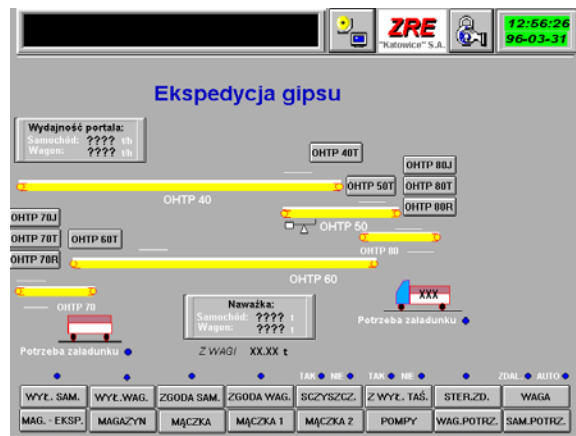 ZRE
"Katowice" S.A.
12:56:26
96-03-31
Ekspedycja gipsu
Wydajność portala:
Samochód: ???? t/h
Wagon: ???? t/h
OHTP 40T
OHTP 80J
OHTP 50T
OHTP 80T
OHTP 40
OHTP 80R
OHTP 70J
OHTP 50
OHTP 70T
OHTP 60T
OHTP 80
OHTP 70R
OHTP 60
XXX
OHTP 70
Naważka:
Samochód: ???? t
Wagen: ???? t
Potrzeba załadunku
Potrzeba załadunku
Z WAGI XX.XX t
TAK NIE TAK NIE ZDAL. AUTO
WYŁ. SAM. WYŁ.WAG. ZGODA SAM. ZGODA WAG. SCZYSZCZ. Z WYŁ. TAŚ. STER.ZD. WAGA
MAG. - EKSP. MAGAZYN MĄCZKA MĄCZKA 1 MĄCZKA 2 POMPY WAG.POTRZ. SAM.POTRZ.